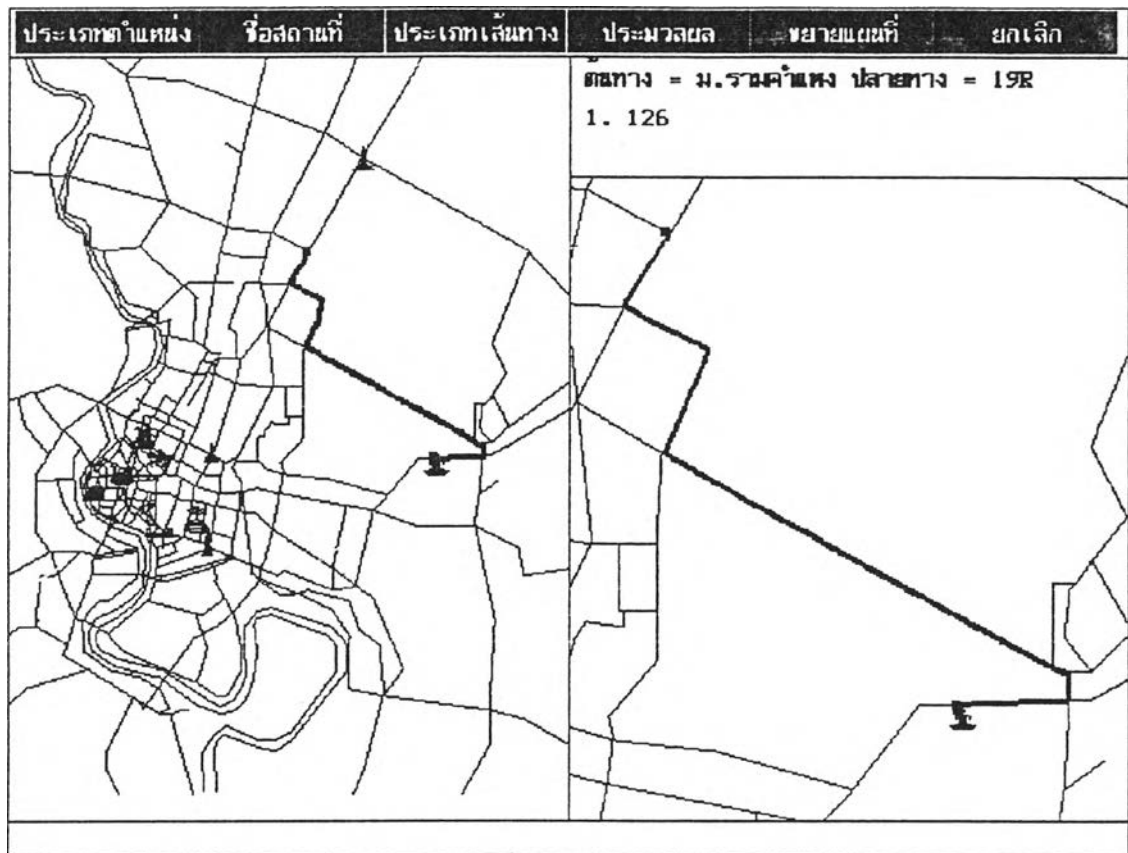 ประเภทตำแหน่ง ชื่อสถานที่ ประเภทเส้นทาง ประมวลผล ขยายแผนที่ ยกเลิก
ต้นทาง = ม.รามคำแหง ปลายทาง = 19R
1. 126